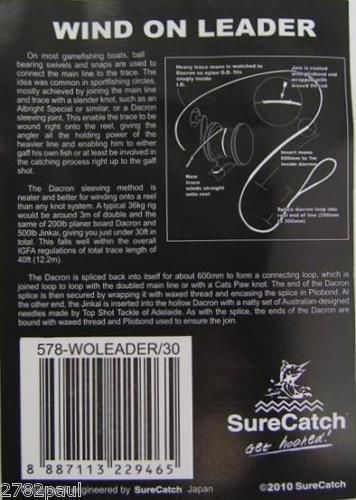 WIND ON LEADER
On most gamefishing boats, ball
bearing swivels and snaps are used to
connect the main line to the trace. The
idea was common in sportfishing circles,
mostly achieved by joining the main line
and trace with a slender knot, such as an
Albright Special or similar, or a Dacron
sleeving joint. This enable the trace to be
wound right onto the reel, giving the
angler all the holding power of the
heavier line and enabling him to either
gaff his own fish or at least be involved in
the catching process right up to the gaff
shot.
The Dacron sleeving method is
neater and better for winding onto a reel
than any knot system. A typical 36kg rig
would be around 3m of double and the
same of 200lb planer board Dacron and
500lb Jinkai, giving you just under 30ft in
total. This falls well within the overall
IGFA regulations of total trace length of
40ft (12.2m).
Heavy trace mono is matched to
Dacron so nylon O.D. fits
snugly inside
I.D.
Join is coated
with pliobond and
wrapped with
waxed thread
Insert mono
600mm to 1m
inside dacron
Now
trace
winds straight
onto reel
Splice dacron loop into
end of line (200mm
to 300mm)
The Dacron is spliced back into itself for about 600mm to form a connecting loop, which is
joined loop to loop with the doubled main line or with a Cats Paw knot. The end of the Dacron
splice is then secured by wrapping it with waxed thread and encasing the splice in Pliobond. At
the other end, the Jinkai is inserted into the hollow Dacron with a natty set of Australian-designed
needles made by Top Shot Tackle of Adelaide. As with the splice, the ends of the Dacron are
bound with waxed thread and Pliobond used to ensure the join.
578-WOLEADER/30
8 887113 229465
SureCatch
Get hooked!
engineered by SureCatch Japan
©2010 SureCatch
2782paul